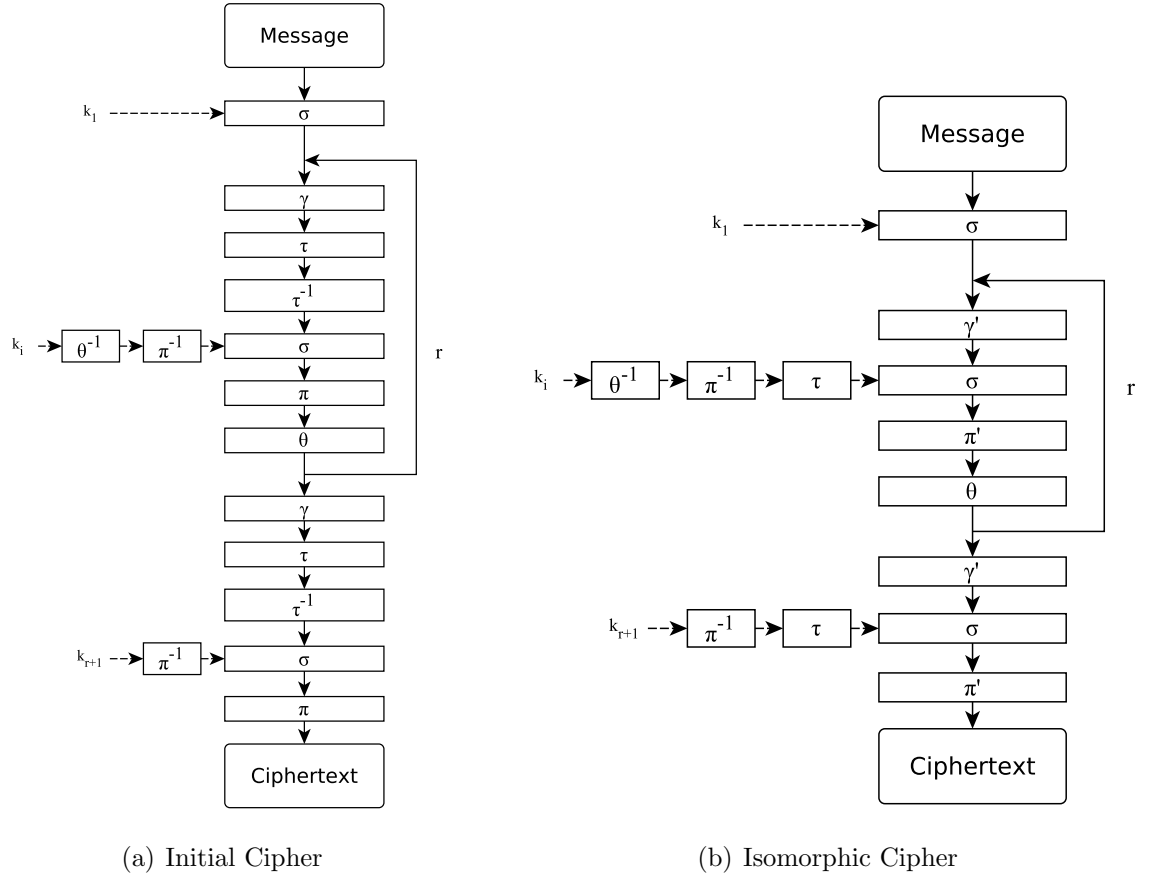 Message
k1
σ
γ
τ
τ-1
ki
θ-1
π-1
σ
r
π
θ
γ
τ
τ-1
kr+1
π-1
σ
π
Ciphertext
(a) Initial Cipher
Message
k1
σ
γ'
ki
θ-1
π-1
τ
σ
r
π'
θ
γ'
kr+1
π-1
τ
σ
π'
Ciphertext
(b) Isomorphic Cipher